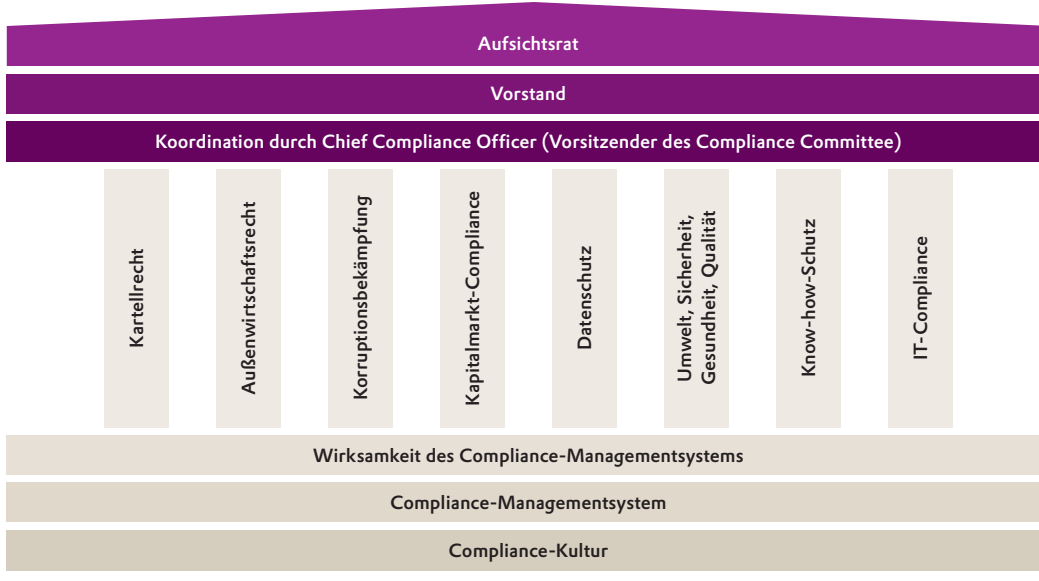 Aufsichtsrat
Vorstand
Koordination durch Chief Compliance Officer (Vorsitzender des Compliance Committee)
Kartellrecht
Außenwirtschaftsrecht
Korruptionsbekämpfung
Kapitalmarkt-Compliance
Datenschutz
Umwelt, Sicherheit,
Gesundheit, Qualität
Know-how-Schutz
IT-Compliance
Wirksamkeit des Compliance-Managementsystems
Compliance-Managementsystem
Compliance-Kultur